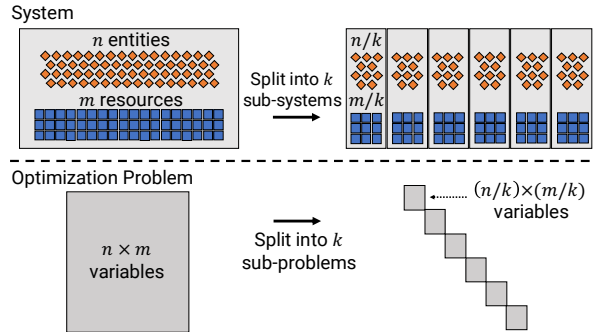 System
n entities
m resources
Split into k
sub-systems
n/k
m/k
Optimization Problem
n × m
variables
Split into k
sub-problems
(n/k)×(m/k)
variables